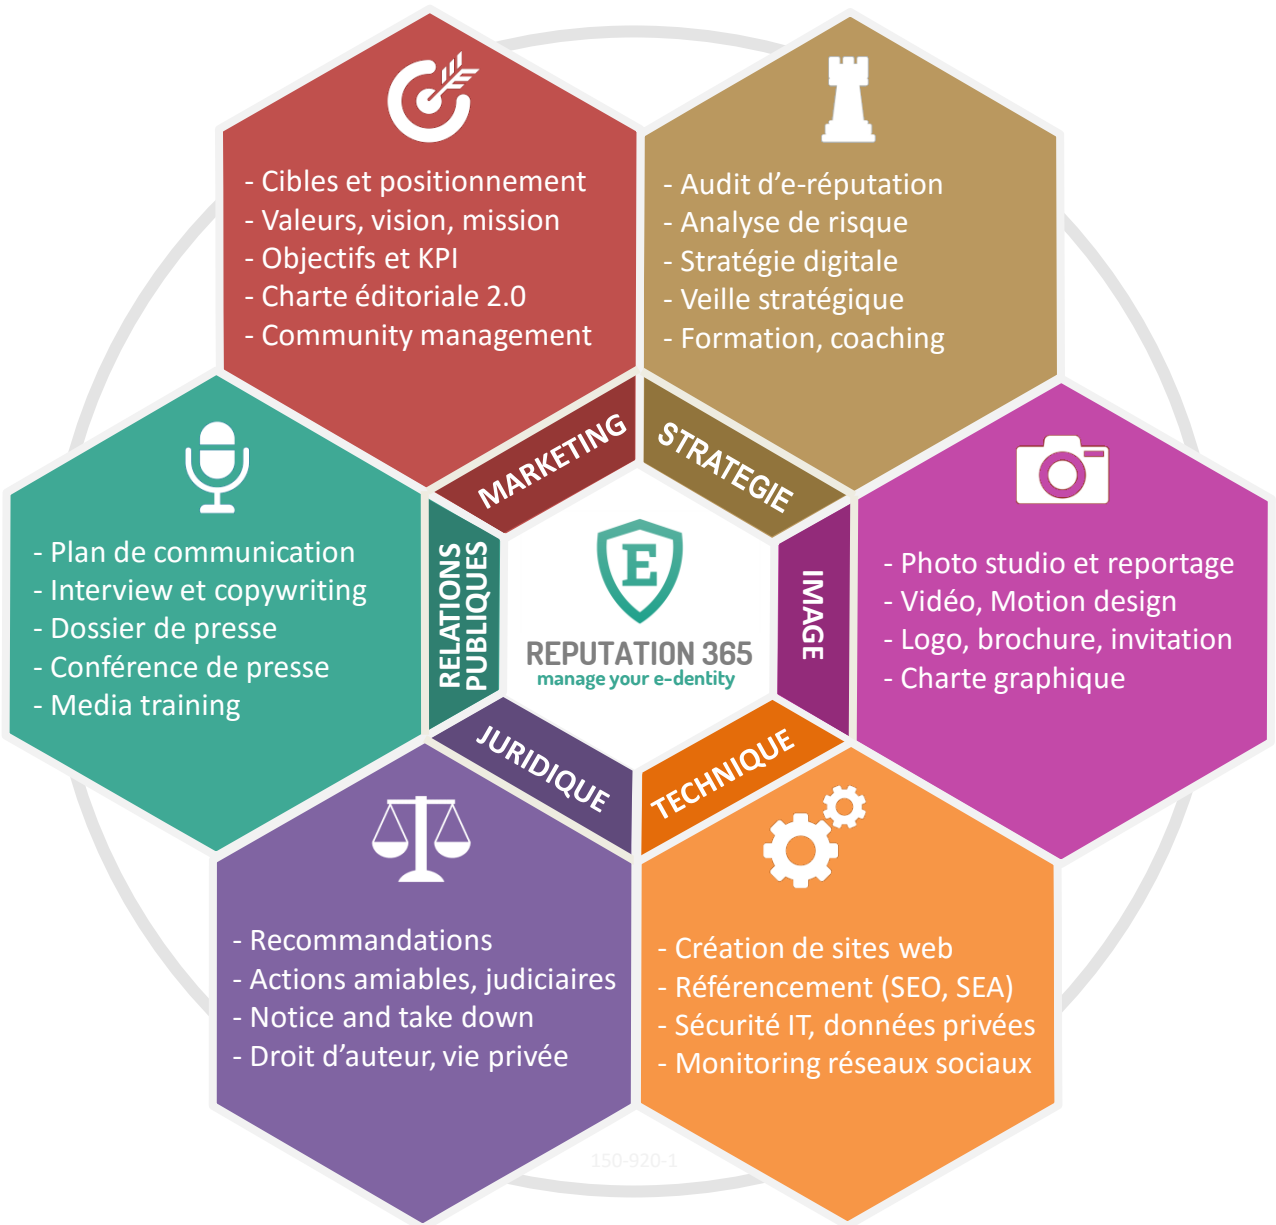 - Cibles et positionnement
- Valeurs, vision, mission
- Objectifs et KPI
- Charte éditoriale 2.0
- Community management
MARKETING
- Audit d’e-réputation
- Analyse de risque
- Stratégie digitale
- Veille stratégique
- Formation, coaching
STRATEGIE
- Plan de communication
- Interview et copywriting
- Dossier de presse
- Conférence de presse
- Media training
RELATIONS
PUBLIQUES
E
REPUTATION 365
manage your e-dentity
IMAGE
- Photo studio et reportage
- Vidéo, Motion design
- Logo, brochure, invitation
- Charte graphique
JURIDIQUE
- Recommandations
- Actions amiables, judiciaires
- Notice and take down
- Droit d’auteur, vie privée
TECHNIQUE
- Création de sites web
- Référencement (SEO, SEA)
- Sécurité IT, données privées
- Monitoring réseaux sociaux
150-920-1